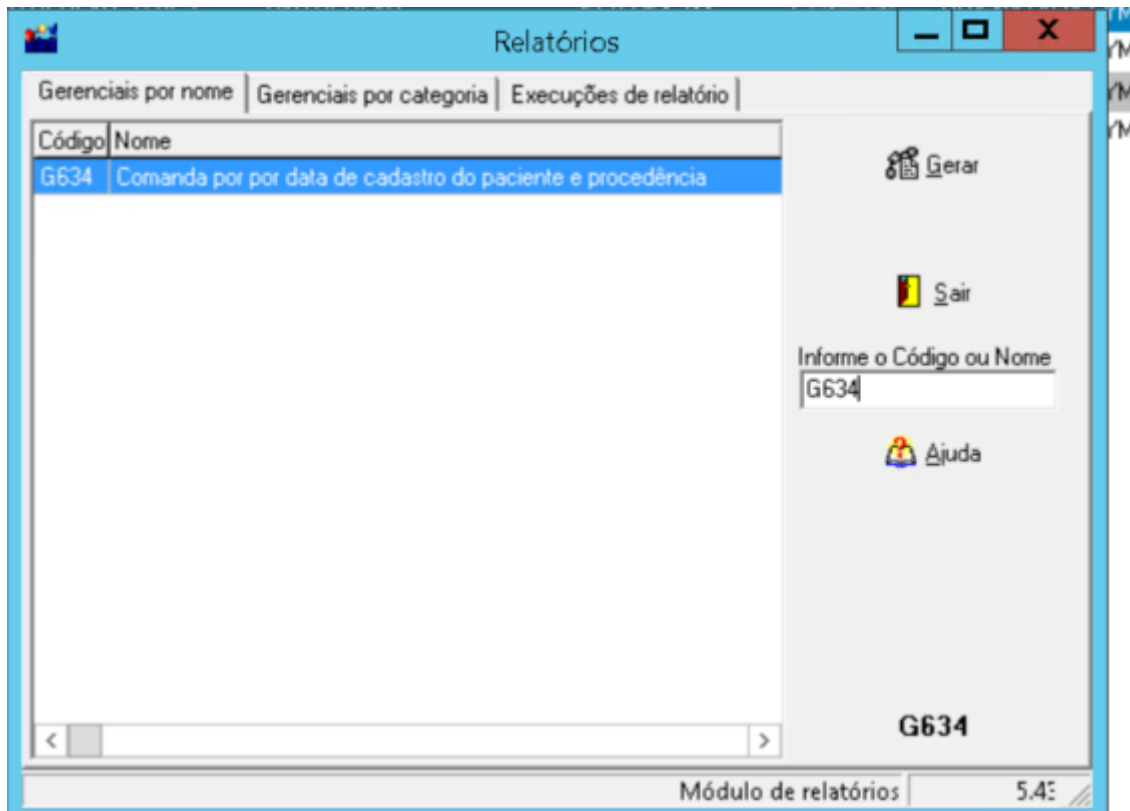 Relatórios
Gerenciais por nome Gerenciais por categoria Execuções de relatório
Código Nome
G634 Comanda por por data de cadastro do paciente e procedência
Gerar
Sair
Informe o Código ou Nome
G634
Ajuda
G634
Módulo de relatórios